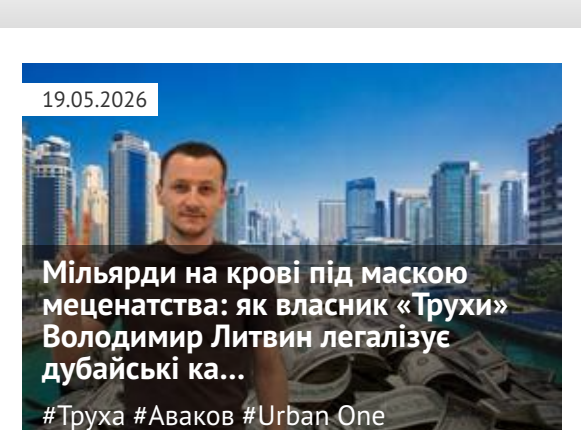 19.05.2026
Мільярди на крові під маскою
меценатства: як власник «Трухи»
Володимир Литвин легалізує
дубайські ка...
#Труха #Аваков #Urban One